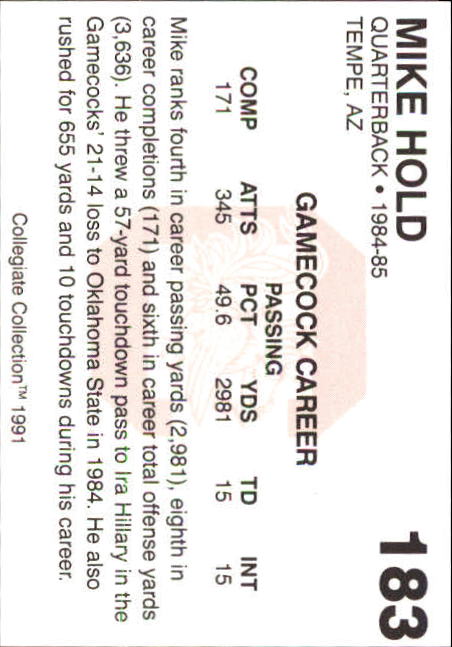 MIKE HOLD 183
QUARTERBACK • 1984-85
TEMPE, AZ
GAMECOCK CAREER
PASSING
COMP ATTS PCT YDS TD INT
171 345 49.6 2981 15 15
Mike ranks fourth in career passing yards (2,981), eighth in
career completions (171) and sixth in career total offense yards
(3,636). He threw a 57-yard touchdown pass to Ira Hillary in the
Gamecocks' 21-14 loss to Oklahoma State in 1984. He also
rushed for 655 yards and 10 touchdowns during his career.
Collegiate Collection™ 1991